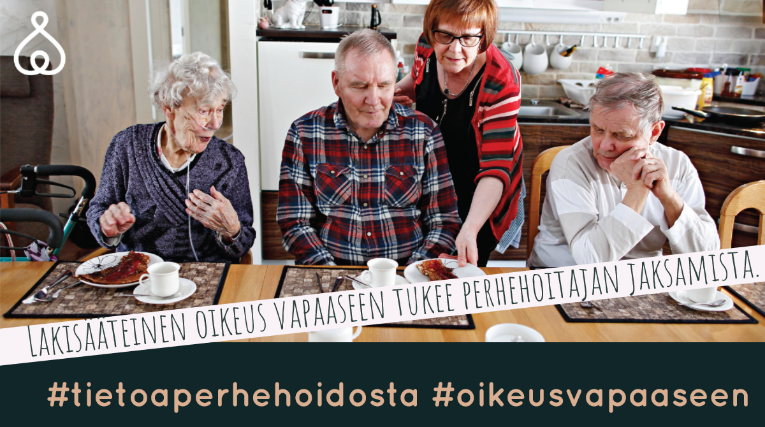 LAKISÄÄTEINEN OIKEUS VAPAASEEN TUKEE PERHEHOITAJAN JAKSAMISTA.
#tietoaperhehoidosta #oikeusvapaaseen